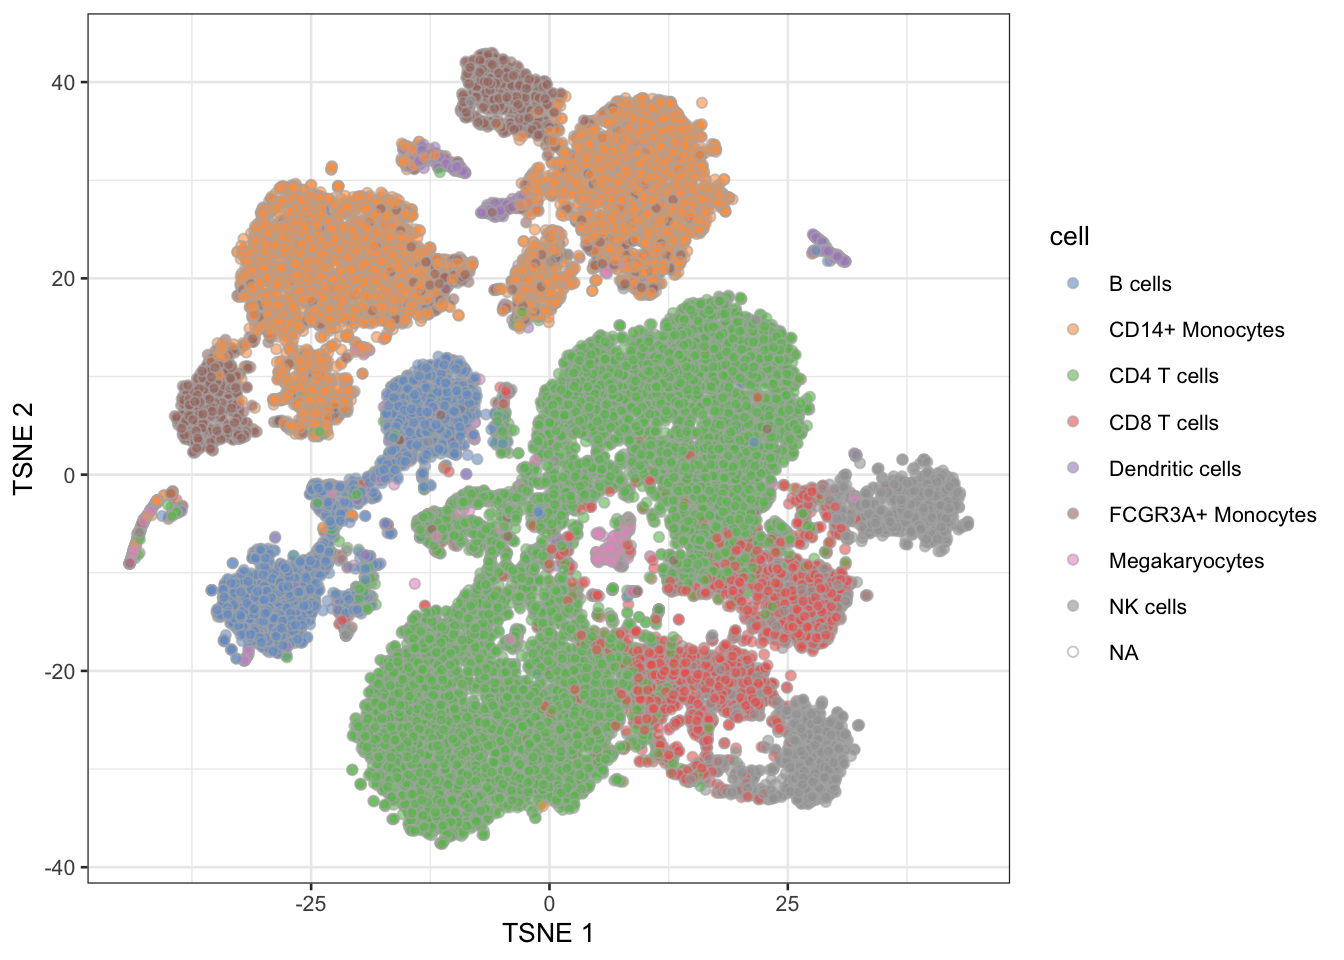 40
20
0
-20
-40
-25
0
25
TSNE 1
TSNE 2
cell
B cells
CD14+ Monocytes
CD4 T cells
CD8 T cells
Dendritic cells
FCGR3A+ Monocytes
Megakaryocytes
NK cells
NA